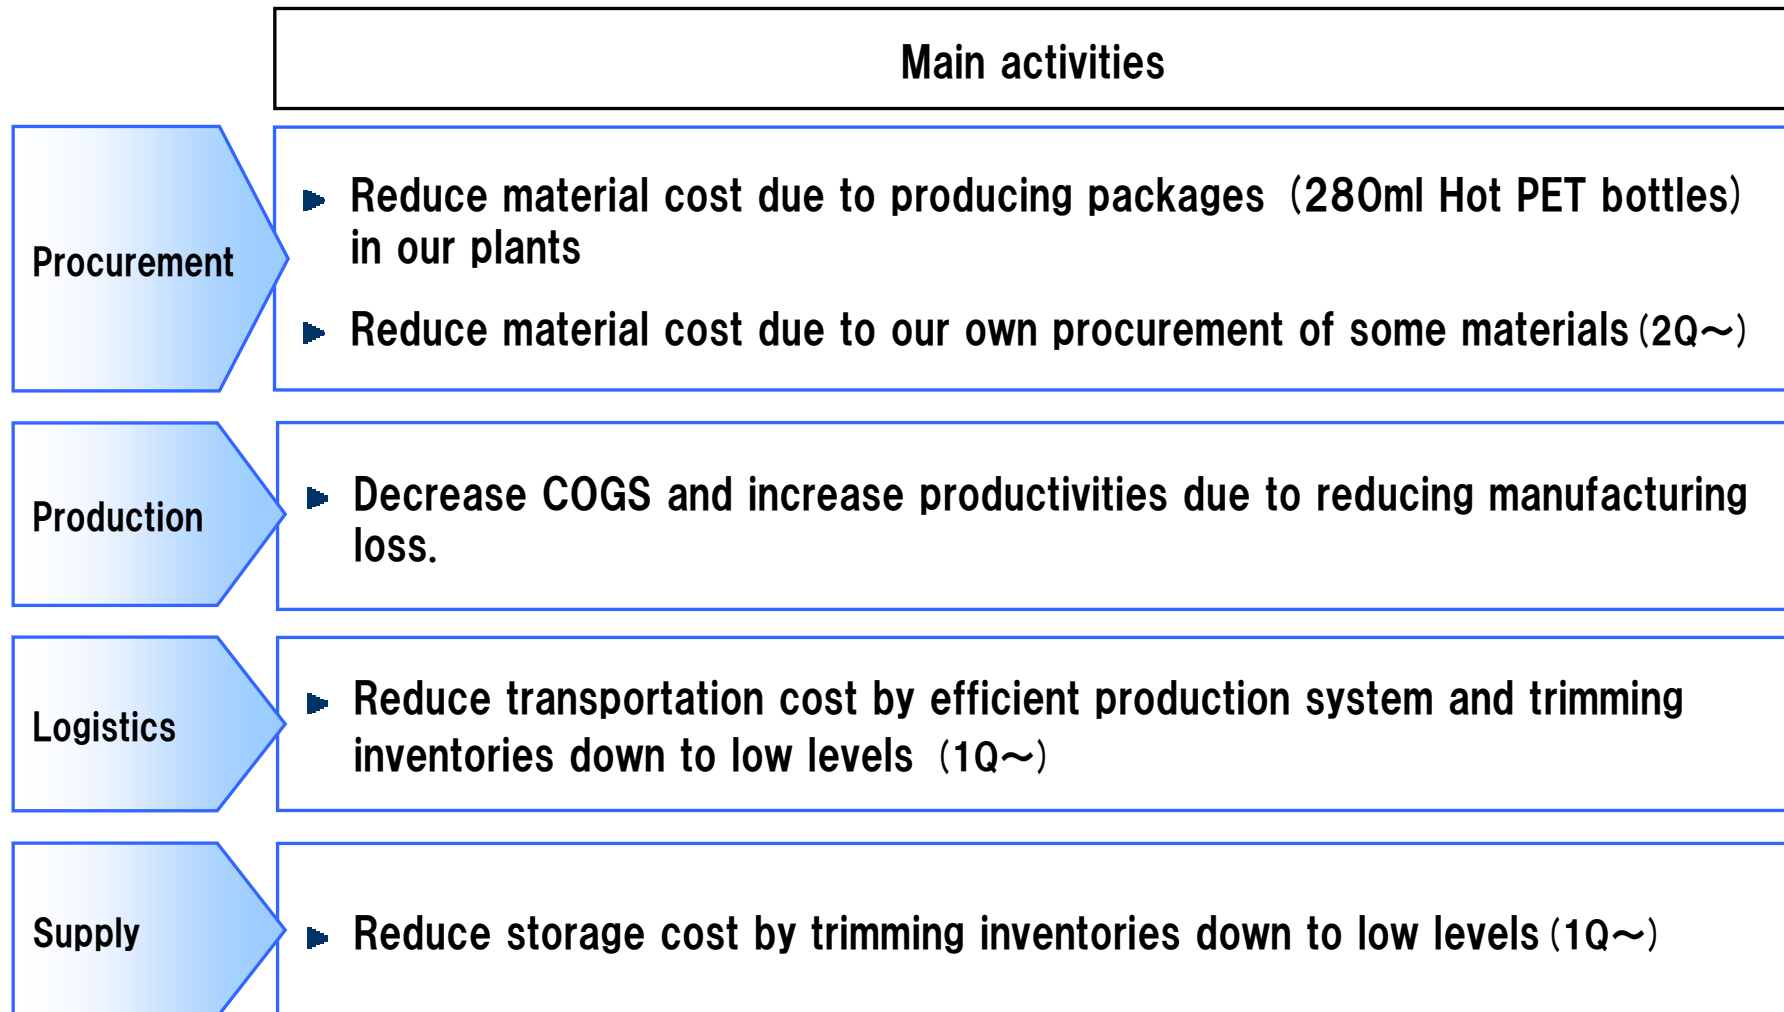 Main activities
Procurement
Reduce material cost due to producing packages （280ml Hot PET bottles）
in our plants
Reduce material cost due to our own procurement of some materials（2Q～）
Production
Decrease COGS and increase productivities due to reducing manufacturing
loss.
Logistics
Reduce transportation cost by efficient production system and trimming
inventories down to low levels （1Q～）
Supply
Reduce storage cost by trimming inventories down to low levels（1Q～）